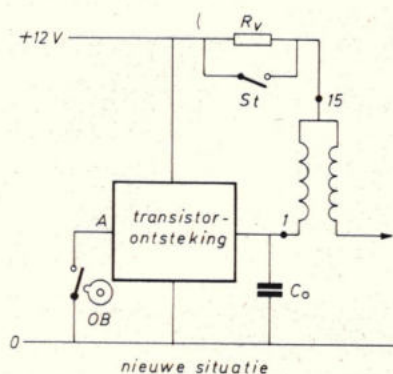 Rv
+12 V
St
15
A
transistor-
ontsteking
1
Co
OB
0
nieuwe situatie